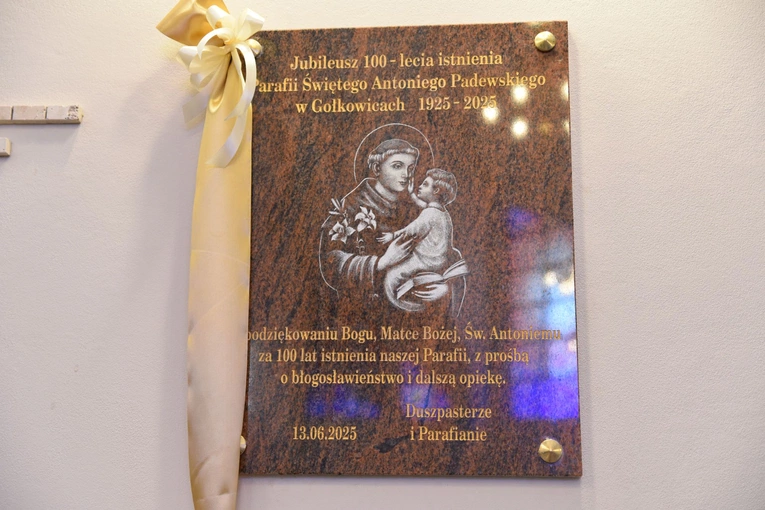 Jubileusz 100 - lecia istnienia
Parafii Świętego Antoniego Padewskiego
w Gołkowicach 1925 - 2025
podziękowaniu Bogu, Matce Bożej, Św. Antoniemu
za 100 lat istnienia naszej Parafii, z prośbą
o błogosławieństwo i dalszą opiekę.
Duszpasterze
13.06.2025 i Parafianie